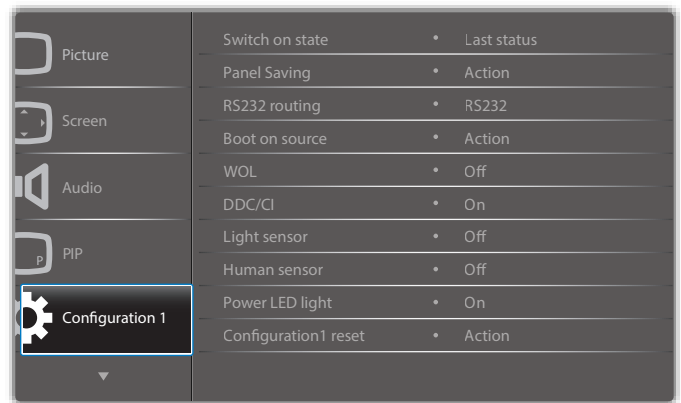 Picture
Screen
Audio
PIP
P
Configuration 1
Switch on state • Last status
Panel Saving • Action
RS232 routing • RS232
Boot on source • Action
WOL • Off
DDC/CI • On
Light sensor • Off
Human sensor • Off
Power LED light • On
Configuration1 reset • Action